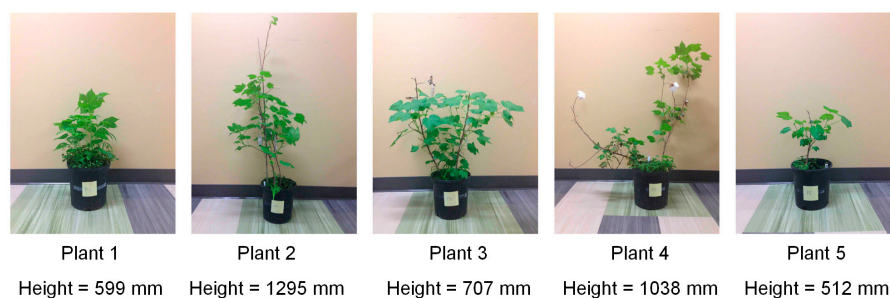 Plant 1
Plant 2
Plant 3
Plant 4
Plant 5
Height = 599 mm
Height = 1295 mm
Height = 707 mm
Height = 1038 mm
Height = 512 mm